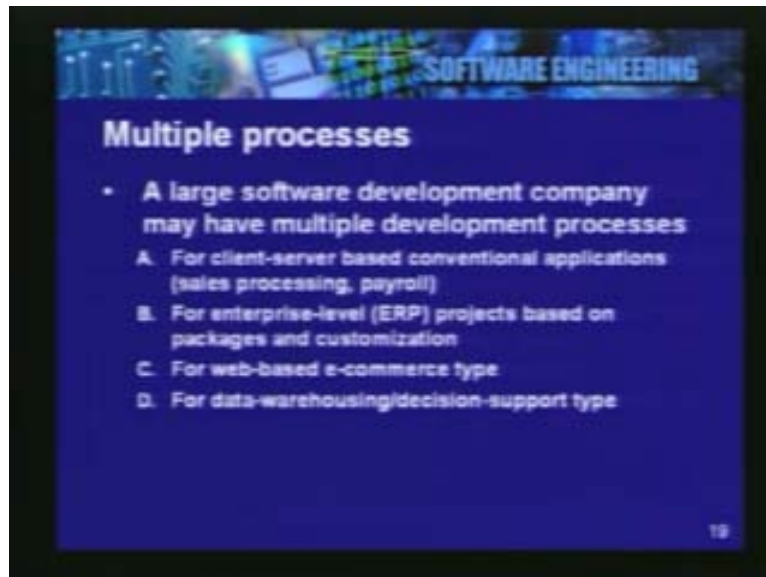 SOFTWARE ENGINEERING
Multiple processes
• A large software development company
may have multiple development processes
A. For client-server based conventional applications
(sales processing, payroll)
B. For enterprise-level (ERP) projects based on
packages and customization
C. For web-based e-commerce type
D. For data-warehousing/decision-support type
19